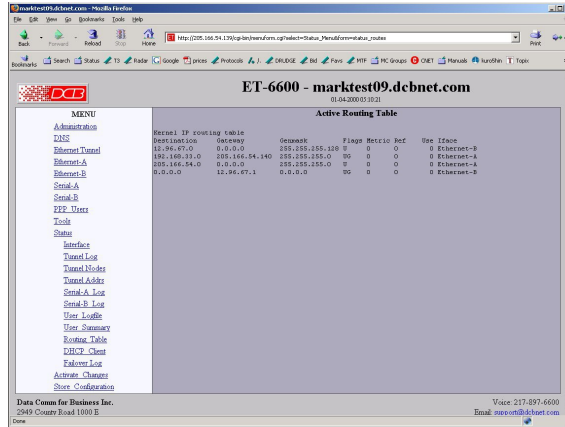 marktest09.dcbnet.com - Mozilla Firefox
File Edit View Go Bookmarks Tools Help
Back Forward Reload Stop Home http://205.166.54.139/cgi-bin/menuform.cgi?select=Status_Menu&form=status_routes Print
Bookmarks Search Status T3 Radar Google prices Protocols J. DRUDGE Bid Favs MTF MC Groups CNET Manuals kuro5hin Topix
DCB
ET-6600 - marktest09.dcbnet.com
01-04-2000 03:10:21
MENU
Administration
DNS
Ethernet Tunnel
Ethernet-A
Ethernet-B
Serial-A
Serial-B
PPP Users
Tools
Status
Interface
Tunnel Log
Tunnel Nodes
Tunnel Addrs
Serial-A Log
Serial-B Log
User Logfile
User Summary
Routing Table
DHCP Client
Failover Log
Activate Changes
Store Configuration
Active Routing Table
Kernel IP routing table
Destination Gateway Genmask Flags Metric Ref Use Iface
12.96.67.0 0.0.0.0 255.255.255.128 U 0 0 0 Ethernet-B
192.168.33.0 205.166.54.140 255.255.255.0 UG 0 0 0 Ethernet-A
205.166.54.0 0.0.0.0 255.255.255.0 U 0 0 0 Ethernet-A
0.0.0.0 12.96.67.1 0.0.0.0 UG 0 0 0 Ethernet-B
Data Comm for Business Inc.
2949 County Road 1000 E
Voice: 217-897-6600
Email: support@dcbnet.com
Done